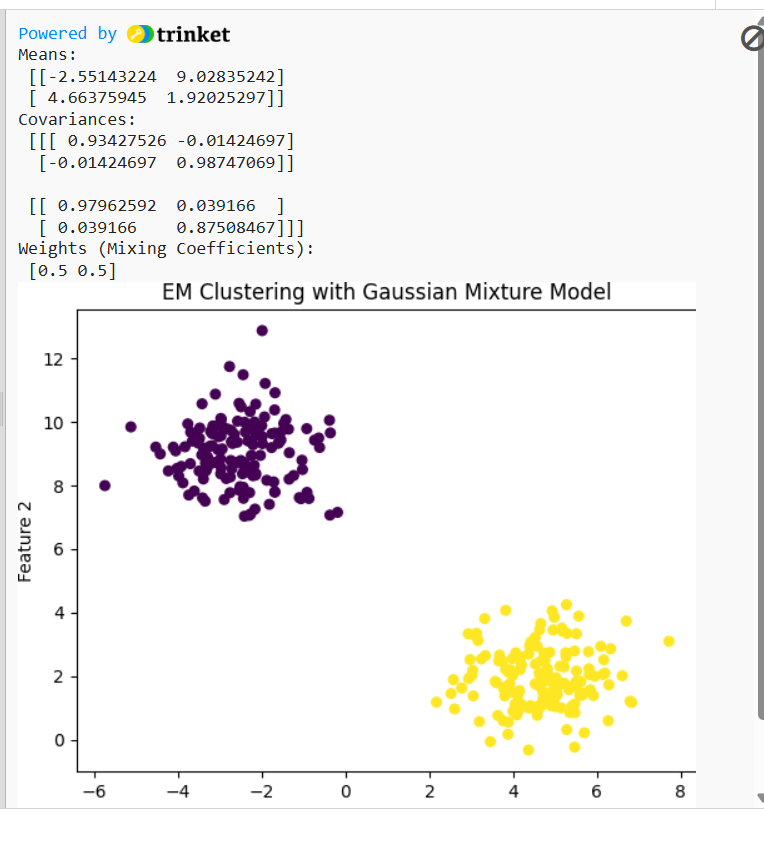 Powered by trinket
Means:
[[-2.55143224 9.02835242]
[ 4.66375945 1.92025297]]
Covariances:
[[[ 0.93427526 -0.01424697]
[-0.01424697 0.98747069]]
[[ 0.97962592 0.039166 ]
[ 0.039166 0.87508467]]]
Weights (Mixing Coefficients):
[0.5 0.5]
EM Clustering with Gaussian Mixture Model
12
10
8
6
4
2
0
Feature 2
−6 −4 −2 0 2 4 6 8